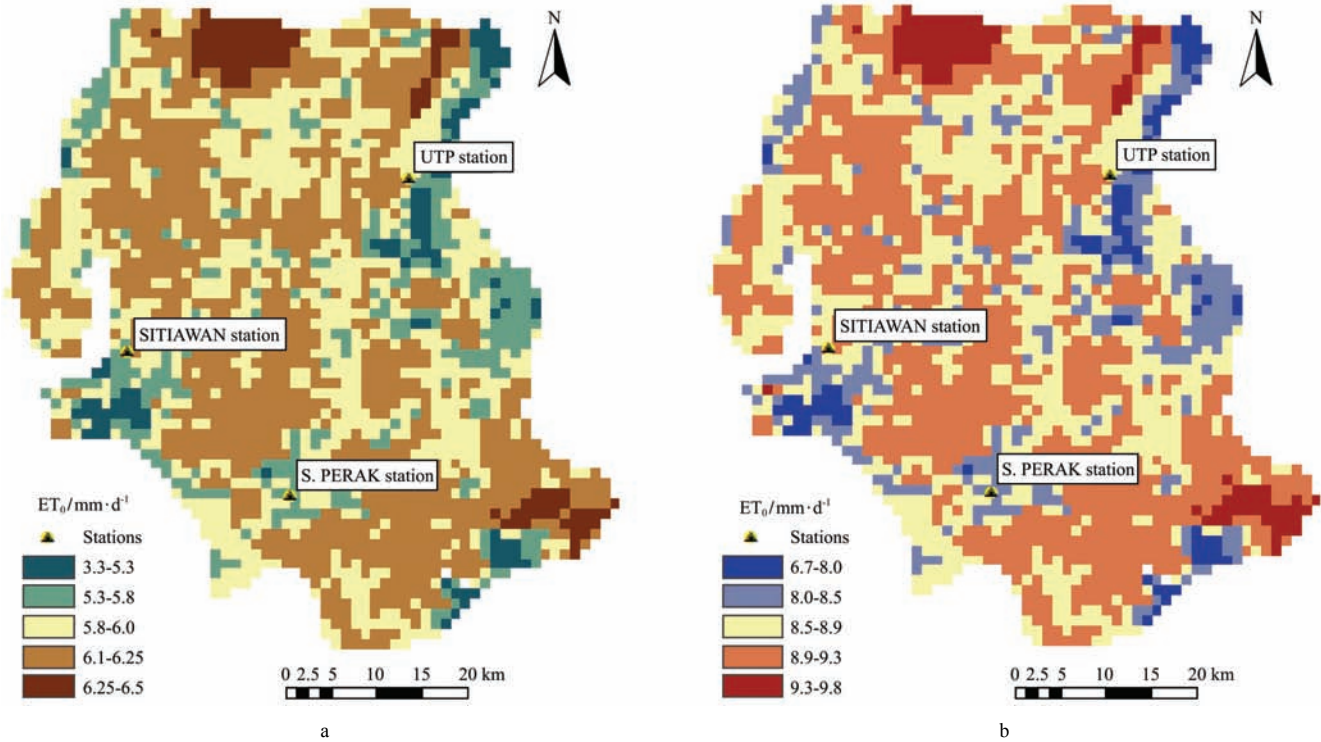 N
UTP station
SITIAWAN station
S. PERAK station
ET₀/mm·d⁻¹
Stations
3.3-5.3
5.3-5.8
5.8-6.0
6.1-6.25
6.25-6.5
0 2.5 5 10 15 20 km
a
N
UTP station
SITIAWAN station
S. PERAK station
ET₀/mm·d⁻¹
Stations
6.7-8.0
8.0-8.5
8.5-8.9
8.9-9.3
9.3-9.8
0 2.5 5 10 15 20 km
b